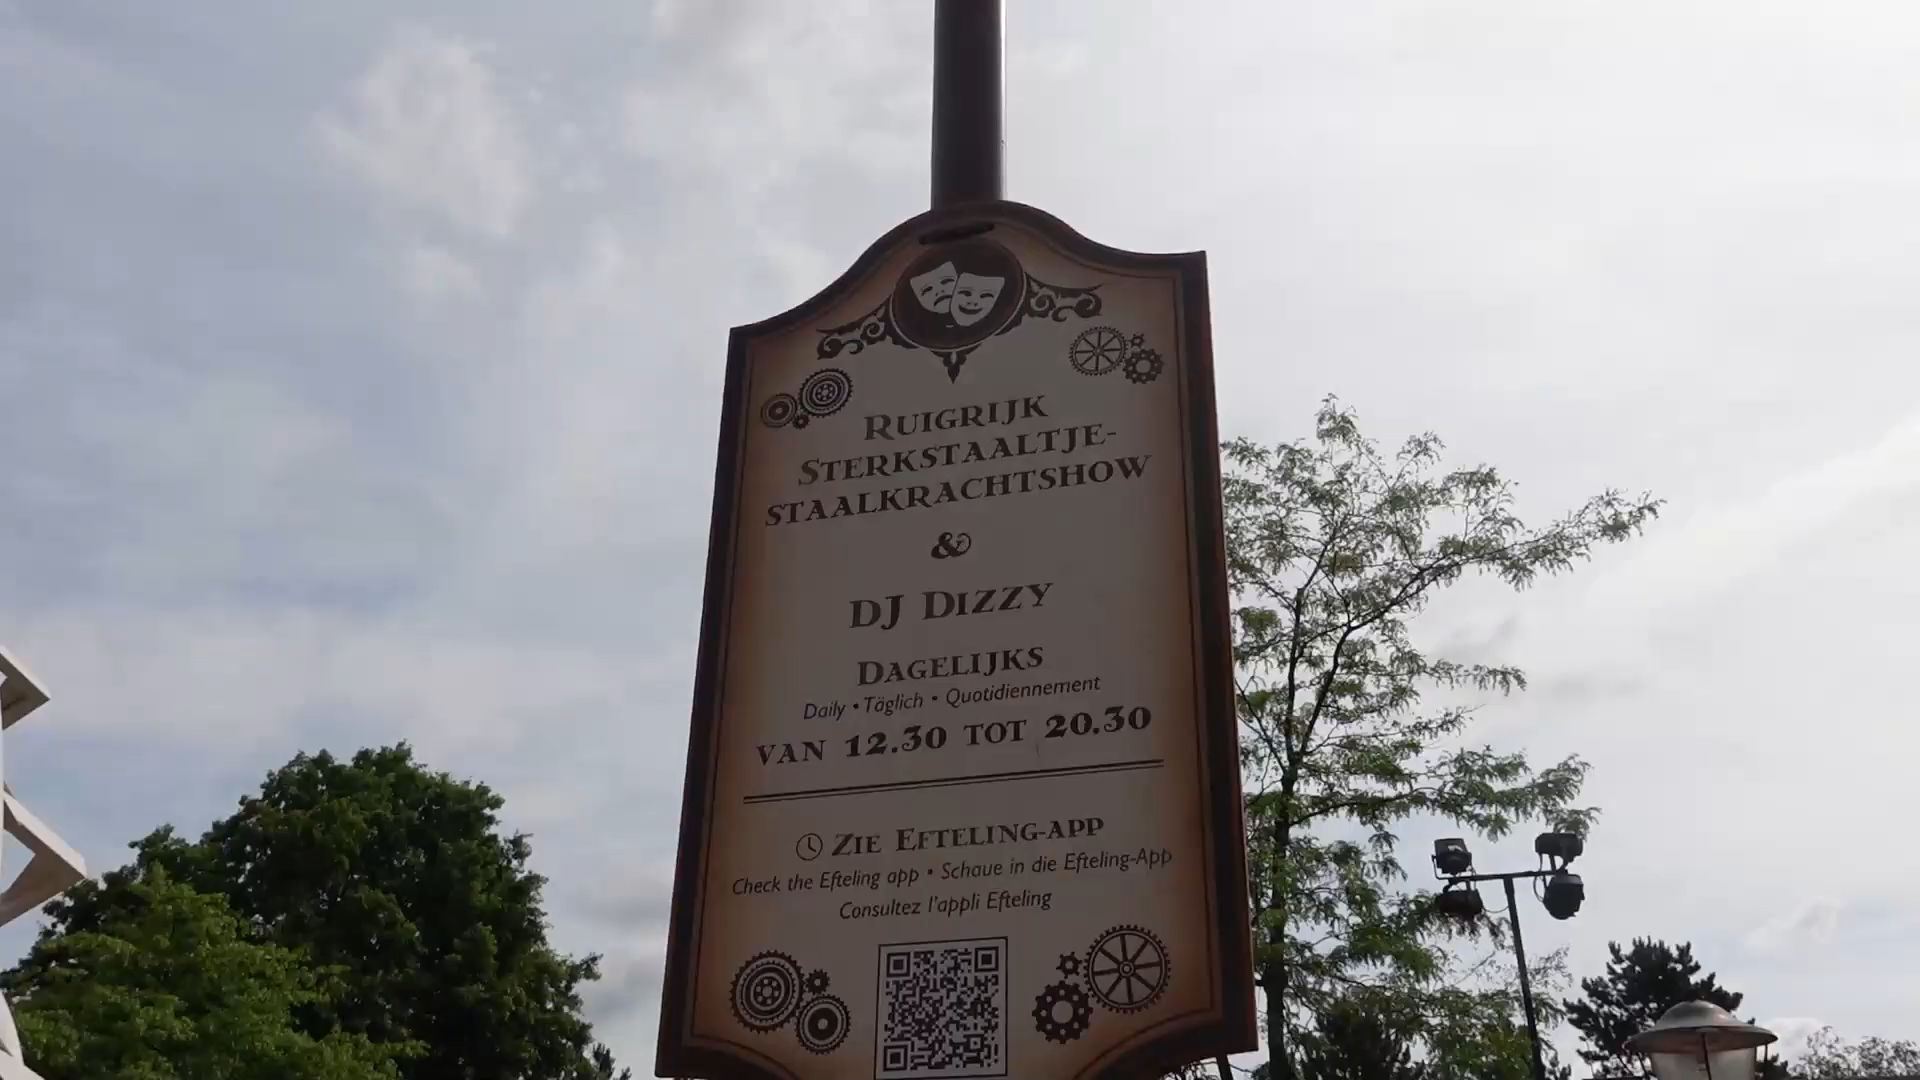 Ruigrijk
Sterkstaaltje-
staalkrachtshow
&
DJ Dizzy
Dagelijks
Daily • Täglich • Quotidiennement
van 12.30 tot 20.30
Zie Efteling-app
Check the Efteling app • Schaue in die Efteling-App
Consultez l'appli Efteling